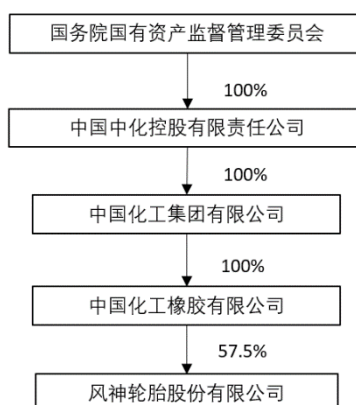 国务院国有资产监督管理委员会
100%
中国中化控股有限责任公司
100%
中国化工集团有限公司
100%
中国化工橡胶有限公司
57.5%
风神轮胎股份有限公司